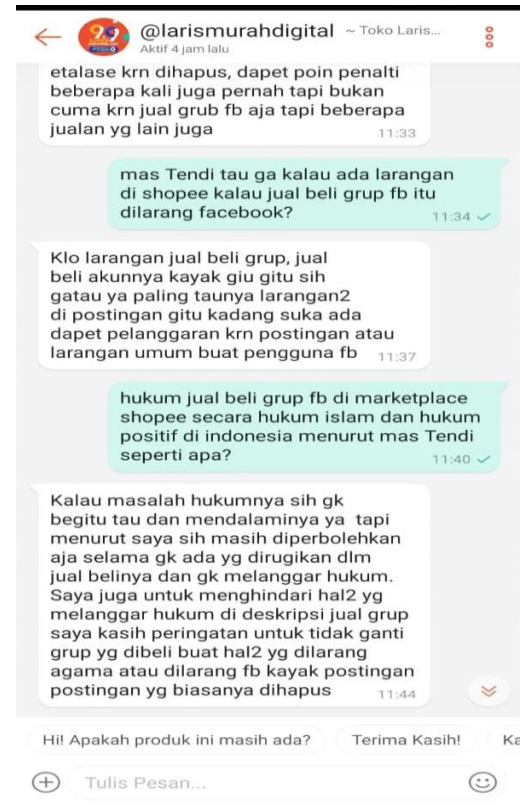 @larismurahdigital ~ Toko Laris...
Aktif 4 jam lalu
etalase krn dihapus, dapet poin penalti
beberapa kali juga pernah tapi bukan
cuma krn jual grub fb aja tapi beberapa
jualan yg lain juga
11:33
mas Tendi tau ga kalau ada larangan
di shopee kalau jual beli grup fb itu
dilarang facebook?
11:34
Klo larangan jual beli grup, jual
beli akunnya kayak giu gitu sih
gatau ya paling taunya larangan2
di postingan gitu kadang suka ada
dapet pelanggaran krn postingan atau
larangan umum buat pengguna fb
11:37
hukum jual beli grup fb di marketplace
shopee secara hukum islam dan hukum
positif di indonesia menurut mas Tendi
seperti apa?
11:40
Kalau masalah hukumnya sih gk
begitu tau dan mendalaminya ya tapi
menurut saya sih masih diperbolehkan
aja selama gk ada yg dirugikan dlm
jual belinya dan gk melanggar hukum.
Saya juga untuk menghindari hal2 yg
melanggar hukum di deskripsi jual grup
saya kasih peringatan untuk tidak ganti
grup yg dibeli buat hal2 yg dilarang
agama atau dilarang fb kayak postingan
postingan yg biasanya dihapus
11:44
Hi! Apakah produk ini masih ada?
Terima Kasih!
Ka
Tulis Pesan...